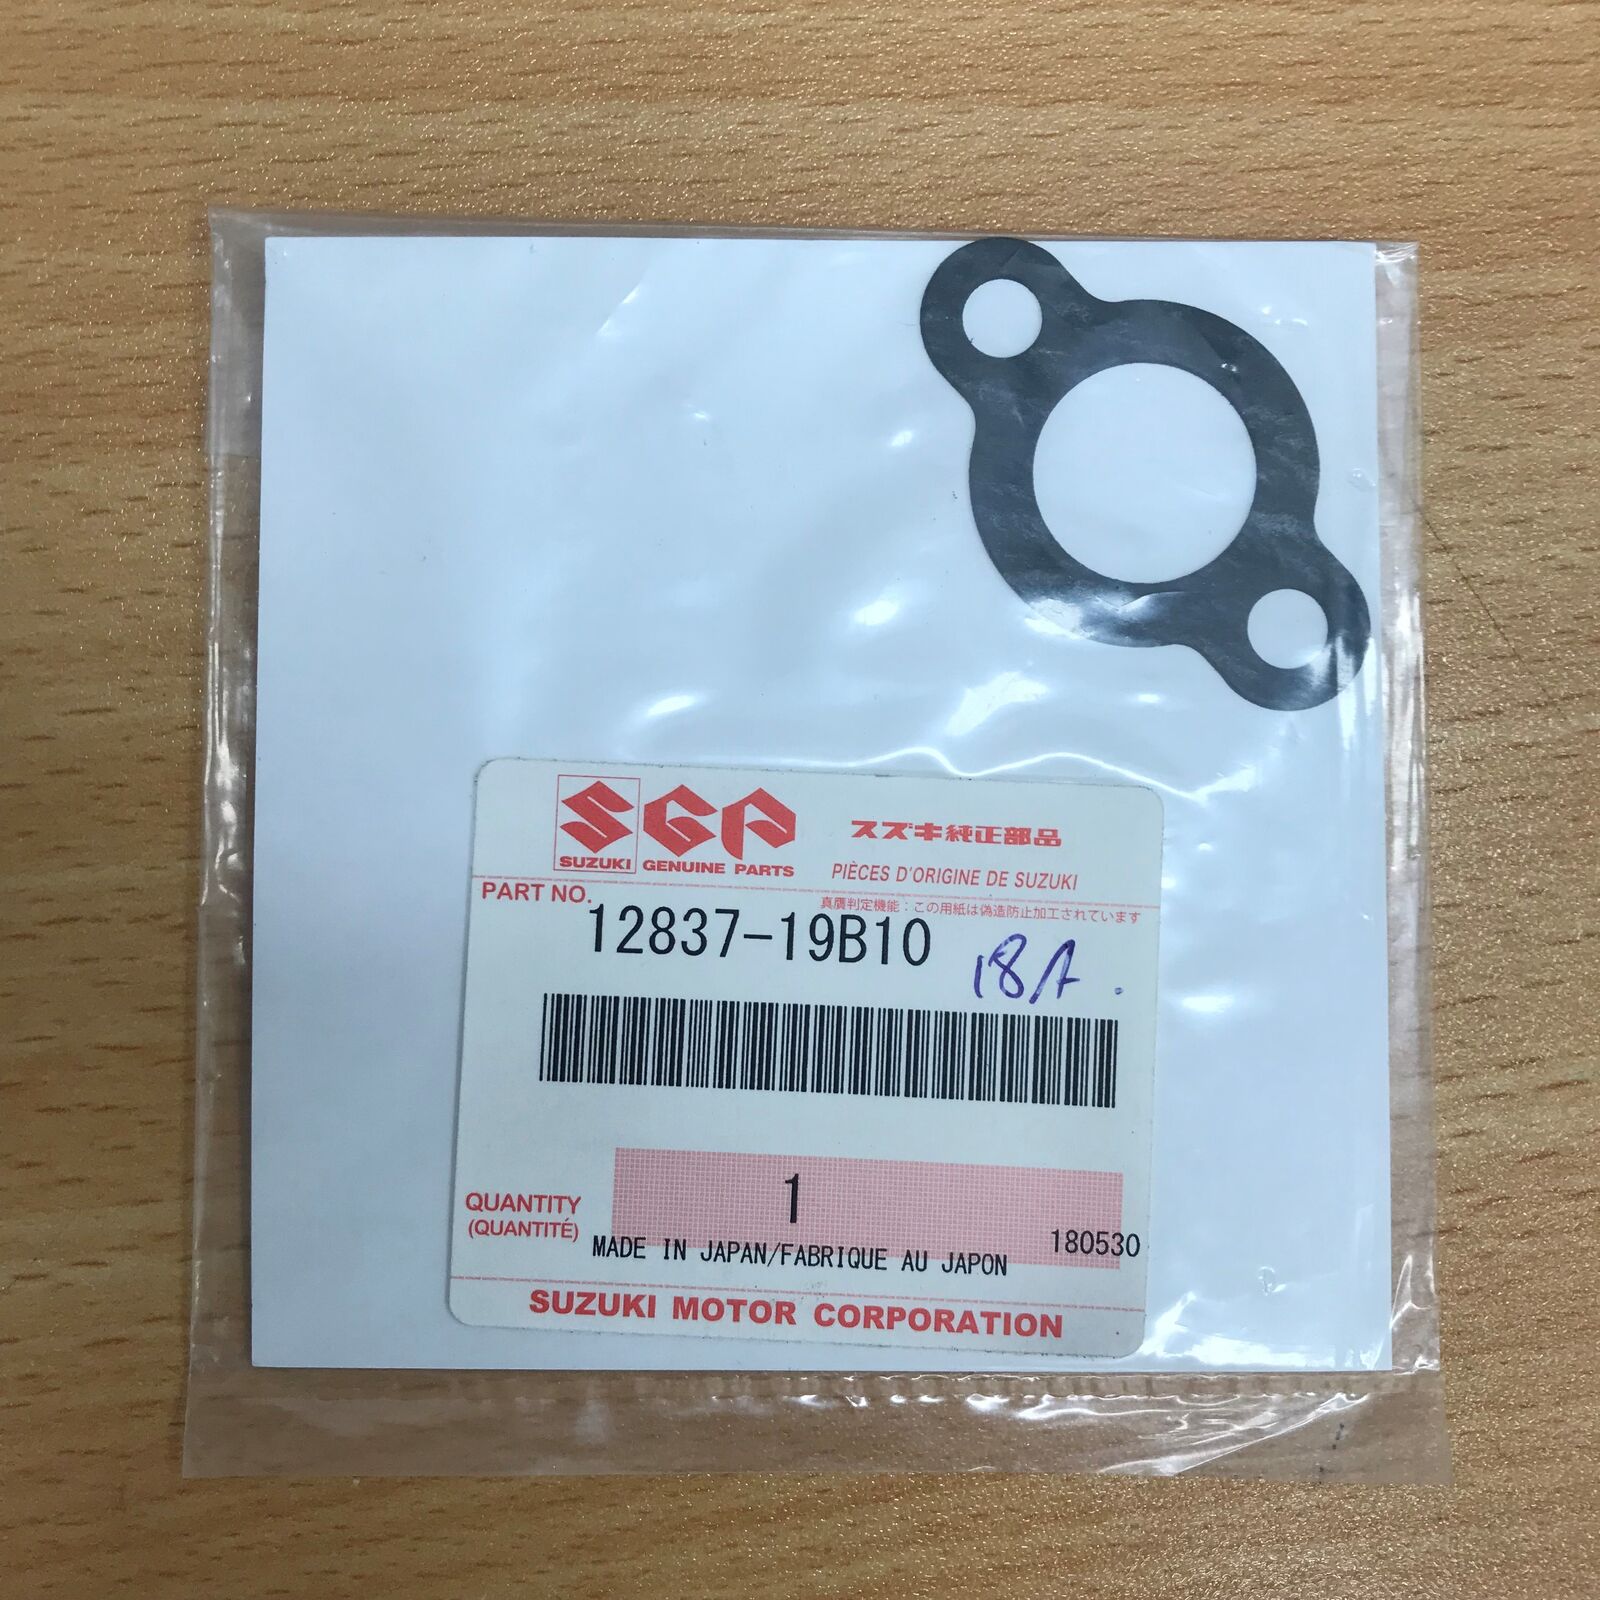 SGP
SUZUKI GENUINE PARTS
スズキ純正部品
PIÈCES D'ORIGINE DE SUZUKI
PART NO.
真贋判定機能：この用紙は偽造防止加工されています
12837-19B10
18A.
QUANTITY
(QUANTITÉ)
1
180530
MADE IN JAPAN/FABRIQUE AU JAPON
SUZUKI MOTOR CORPORATION